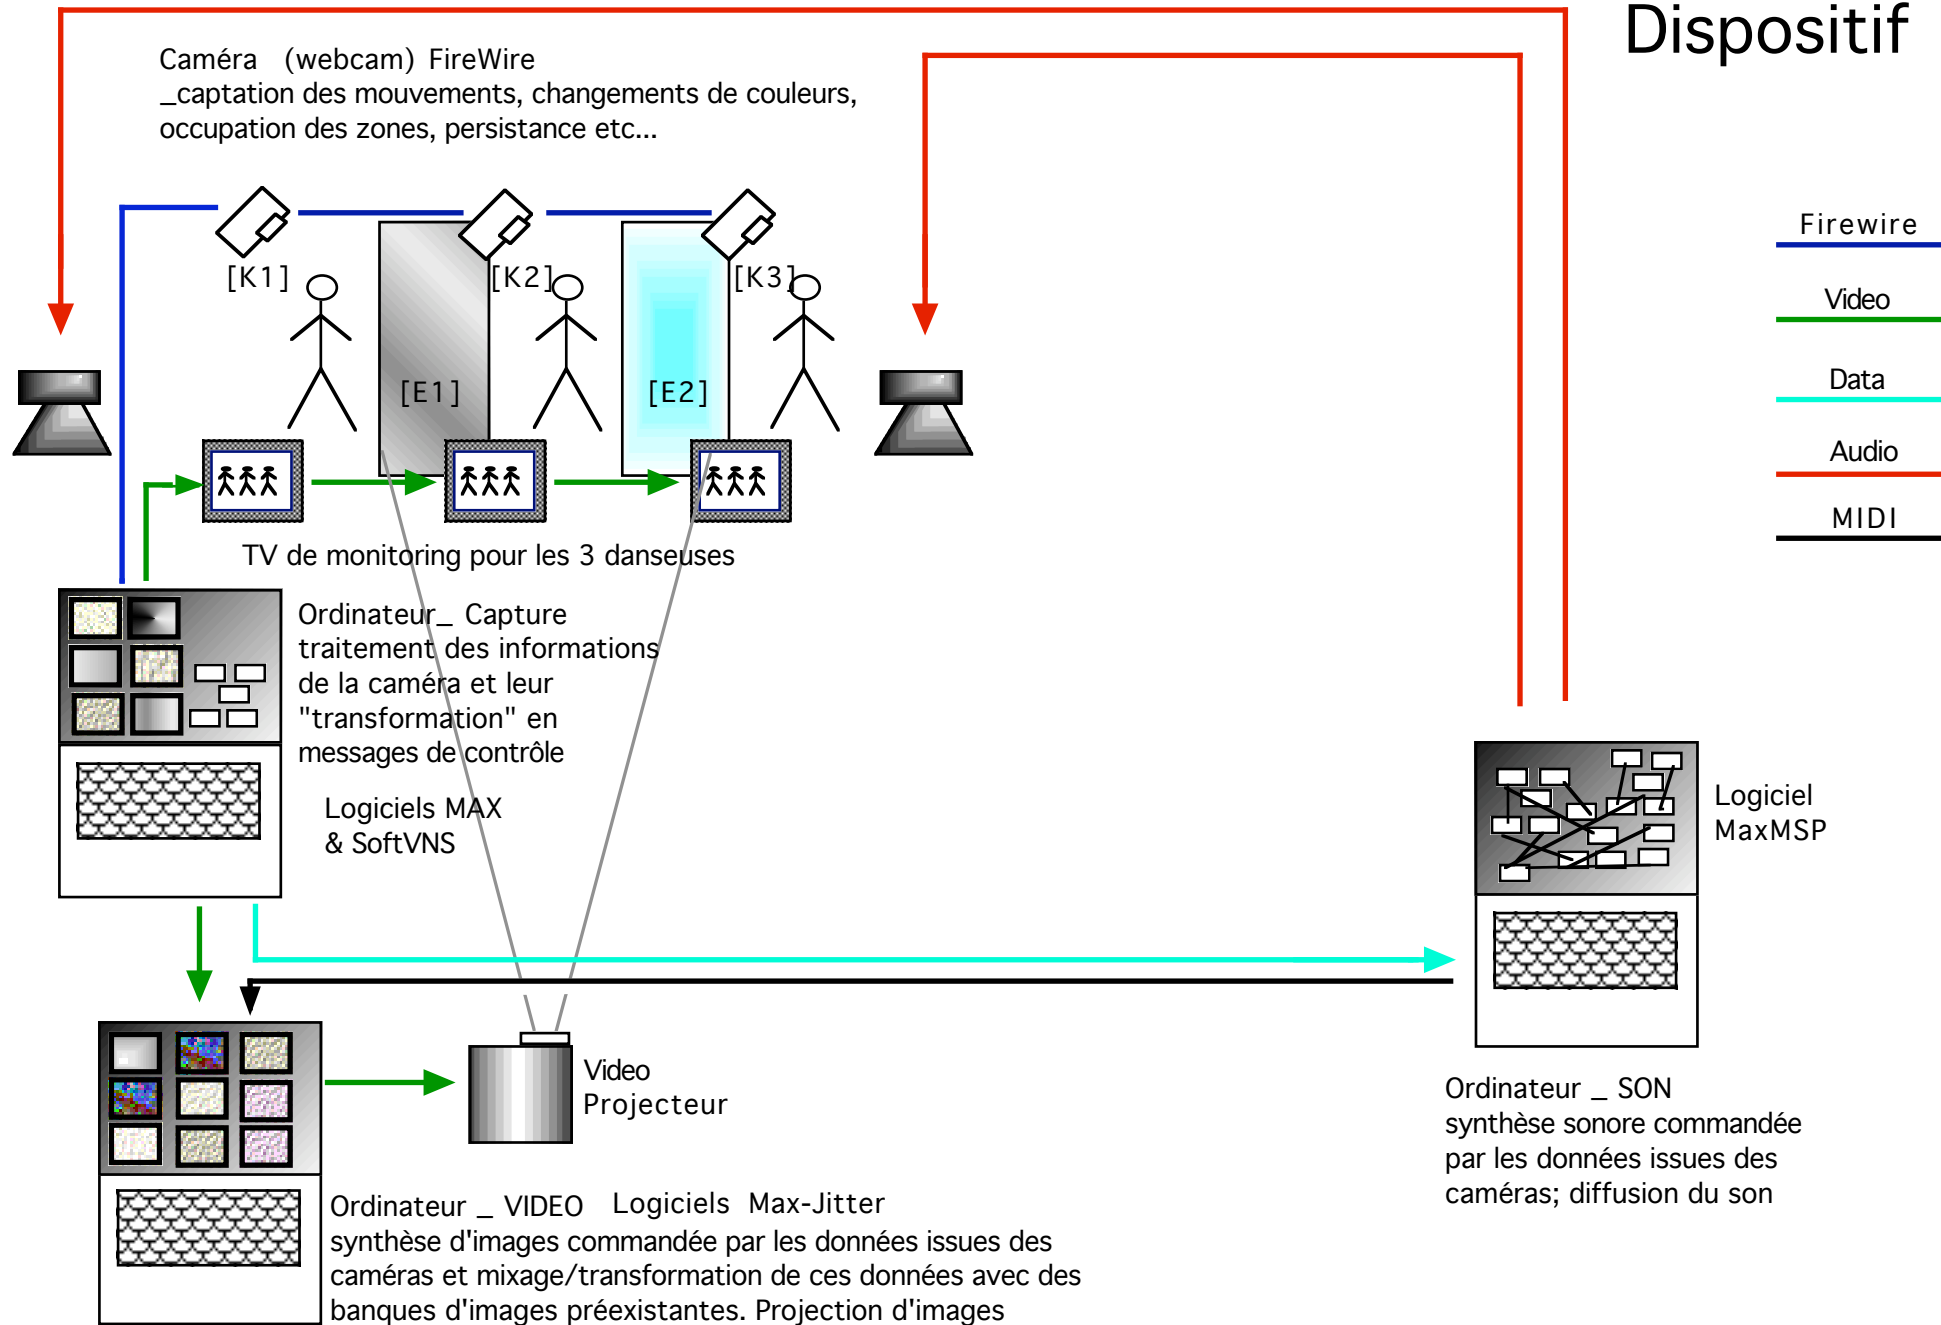 Dispositif
Caméra (webcam) FireWire
_captation des mouvements, changements de couleurs,
occupation des zones, persistance etc...
Firewire
Video
Data
Audio
MIDI
[K1]
[K2]
[K3]
[E1]
[E2]
TV de monitoring pour les 3 danseuses
Ordinateur_ Capture
traitement des informations
de la caméra et leur
"transformation" en
messages de contrôle
Logiciels MAX
& SoftVNS
Logiciel
MaxMSP
Video
Projecteur
Ordinateur _ SON
synthèse sonore commandée
par les données issues des
caméras; diffusion du son
Ordinateur _ VIDEO Logiciels Max-Jitter
synthèse d'images commandée par les données issues des
caméras et mixage/transformation de ces données avec des
banques d'images préexistantes. Projection d'images